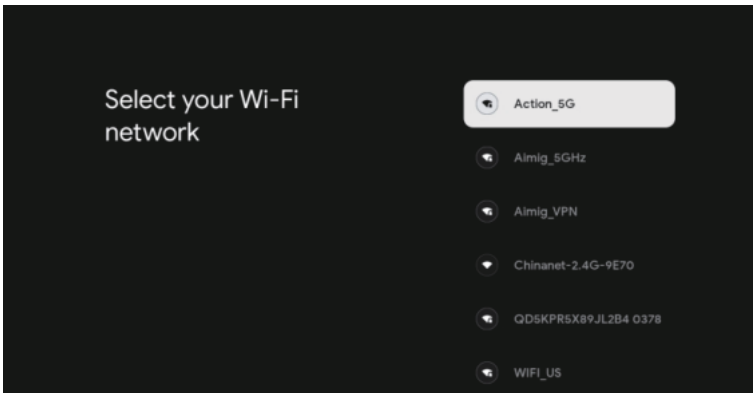 Select your Wi-Fi
network
Action_5G
Aimig_5GHz
Aimig_VPN
Chinanet-2.4G-9E70
QD5KPR5X89JL2B4 0378
WIFI_US